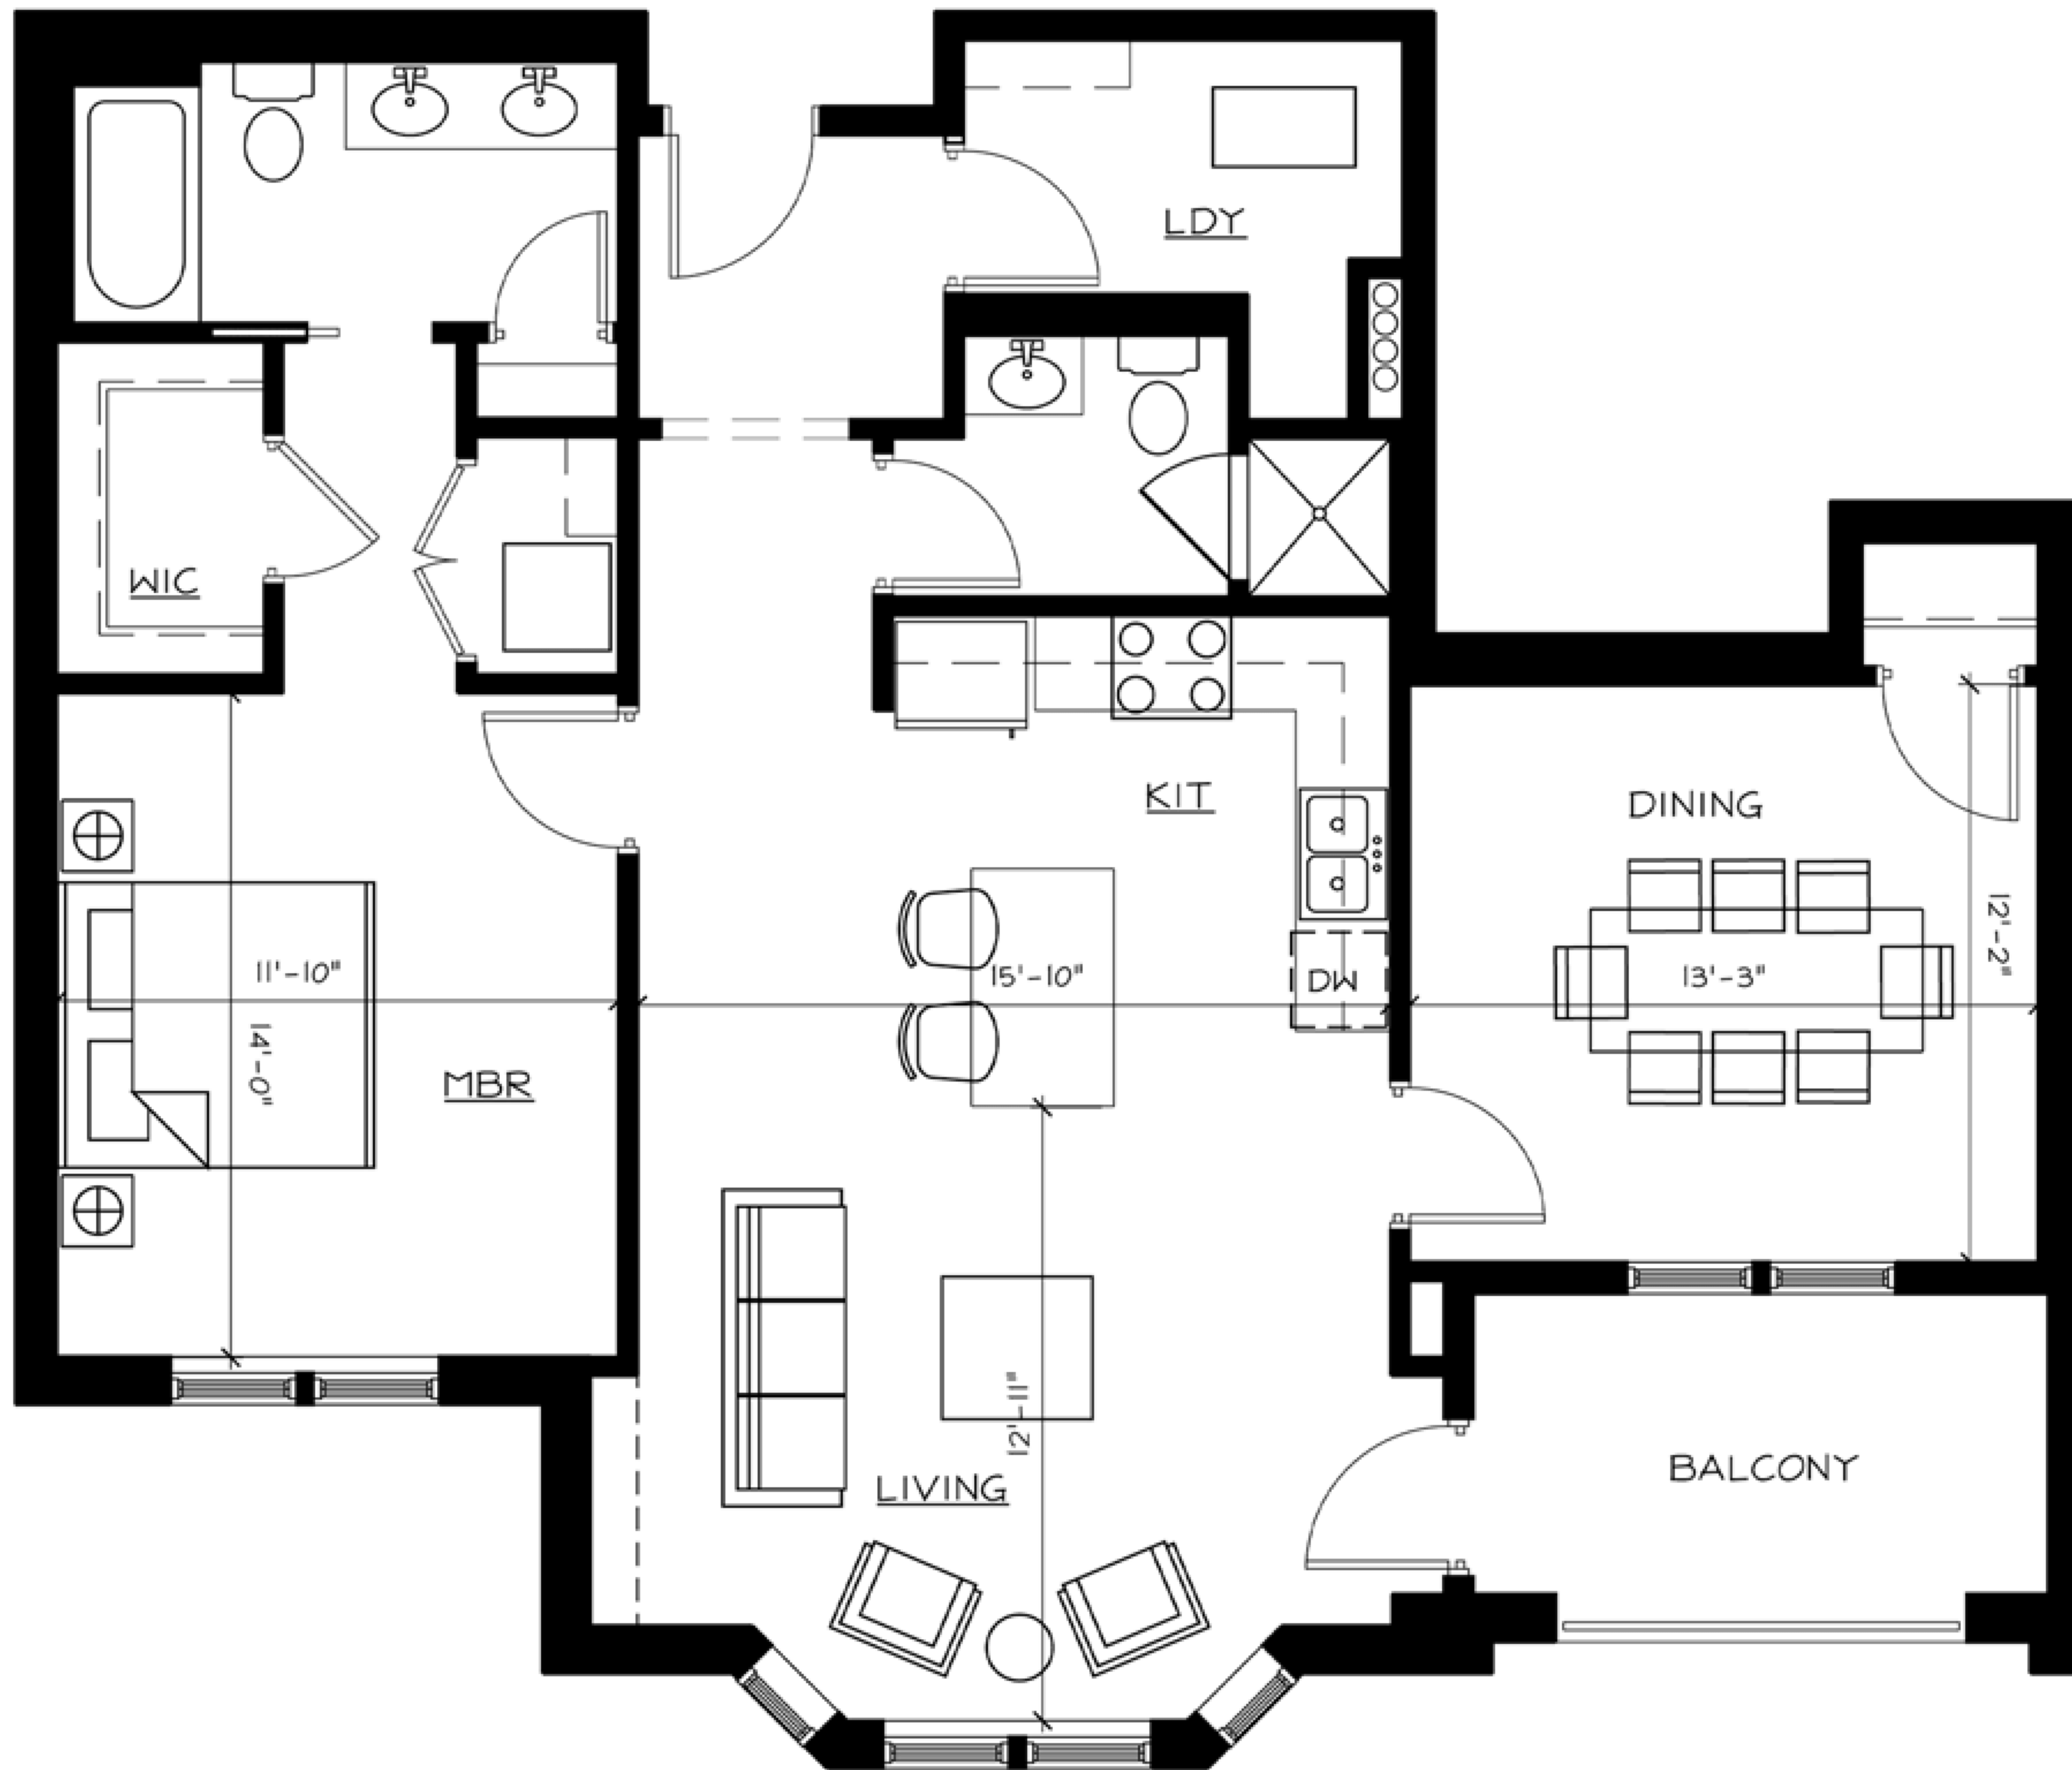 LDY
WIC
KIT
DINING
12'-2"
11'-10"
15'-10"
DW
13'-3"
14'-0"
MBR
12'-11"
LIVING
BALCONY